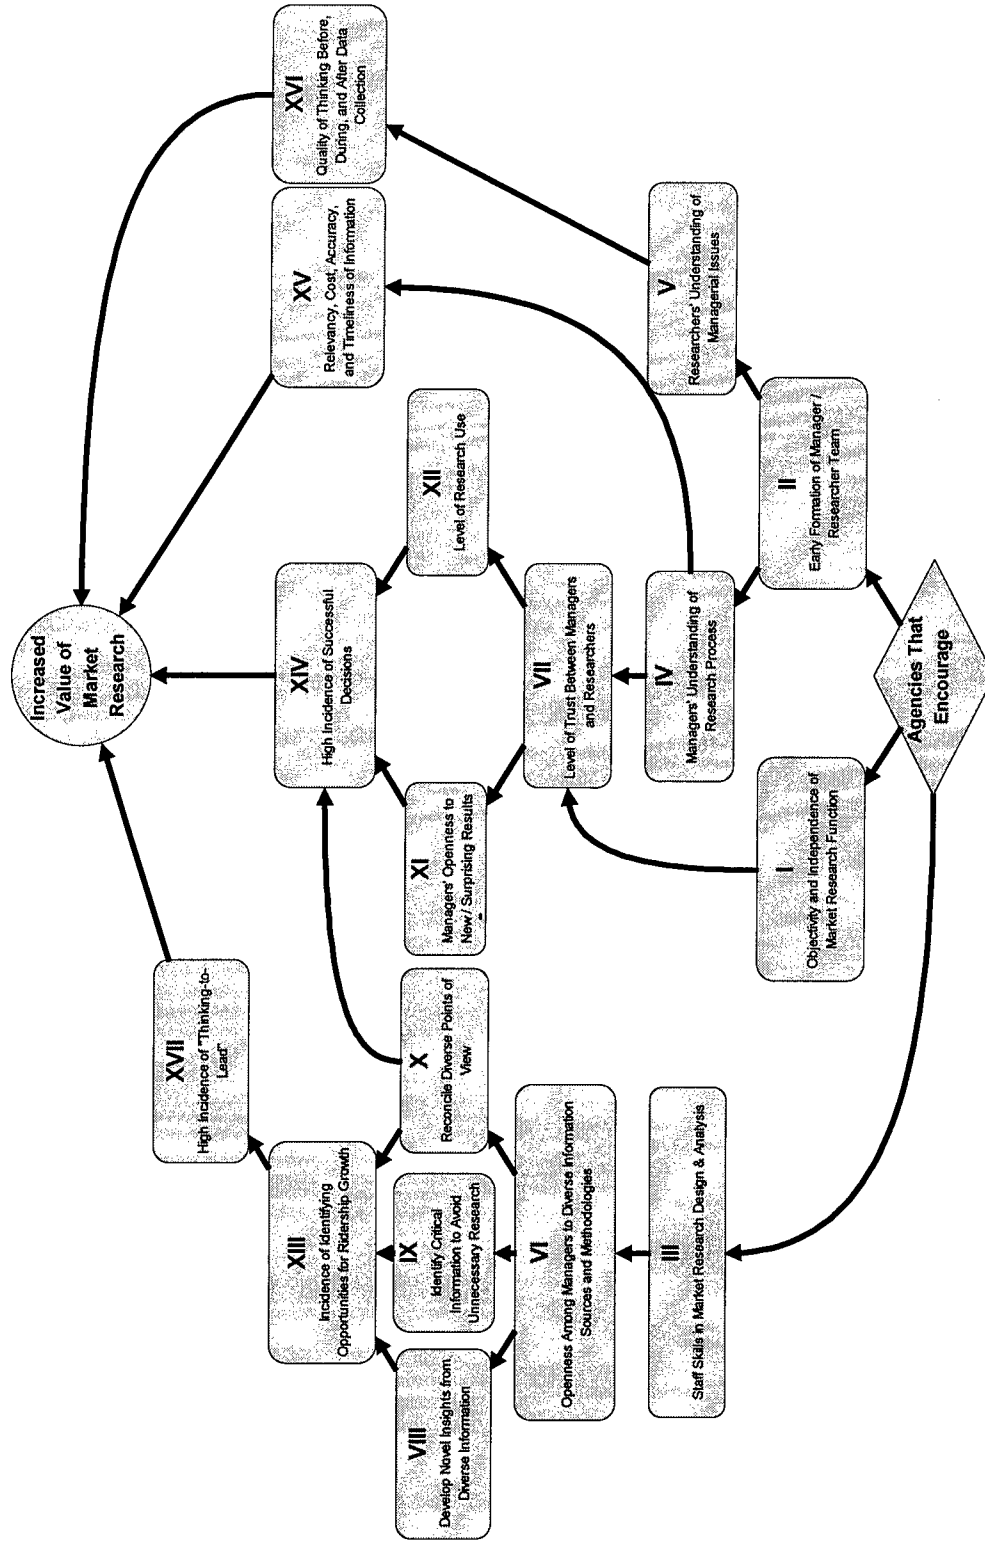 Increased
Value of
Market
Research
XVII
High Incidence of "Thinking-to-
Lead"
XIII
Incidence of Identifying
Opportunities for Ridership Growth
XIV
High Incidence of Successful
Decisions
XV
Relevancy, Cost, Accuracy,
and Timeliness of Information
XVI
Quality of Thinking Before,
During, and After Data
Collection
VIII
Develop Novel Insights from
Diverse Information
IX
Identify Critical
Information to Avoid
Unnecessary Research
X
Reconcile Diverse Points of
View
XI
Managers' Openness to
New / Surprising Results
XII
Level of Research Use
VI
Openness Among Managers to Diverse Information
Sources and Methodologies
VII
Level of Trust Between Managers
and Researchers
III
Staff Skills in Market Research Design & Analysis
IV
Managers' Understanding of
Research Process
V
Researchers' Understanding of
Managerial Issues
I
Objectivity and Independence of
Market Research Function
II
Early Formation of Manager /
Researcher Team
Agencies That
Encourage